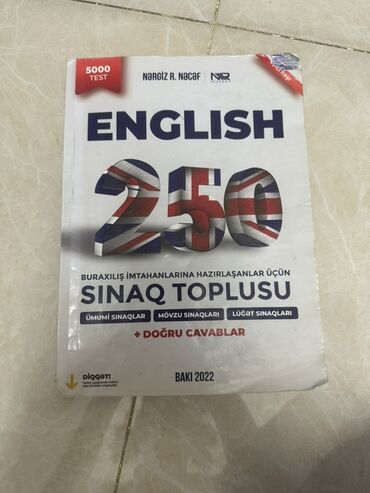 5000
TEST
NƏRGİZ R. NƏCƏF
ENGLISH
250
BURAXILIŞ İMTAHANLARINA HAZIRLAŞANLAR ÜÇÜN
SINAQ TOPLUSU
ÜMUMİ SINAQLAR
MÖVZU SINAQLARI
LÜĞƏT SINAQLARI
+ DOĞRU CAVABLAR
DİQQƏT!
BAKI 2022